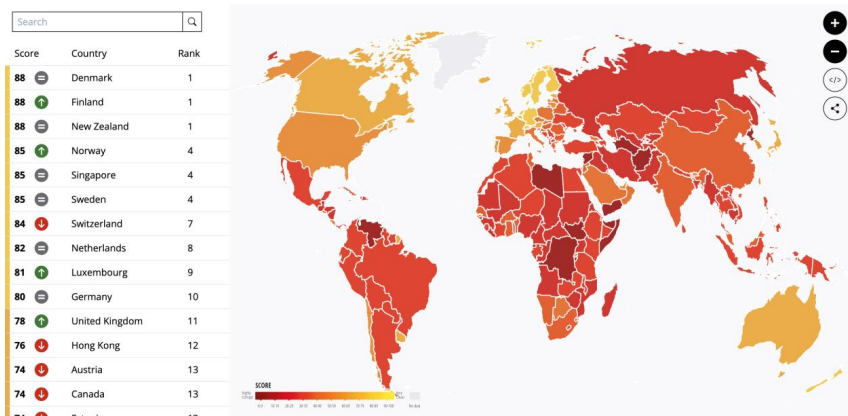 Search
Score Country Rank
88 Denmark 1
88 Finland 1
88 New Zealand 1
85 Norway 4
85 Singapore 4
85 Sweden 4
84 Switzerland 7
82 Netherlands 8
81 Luxembourg 9
80 Germany 10
78 United Kingdom 11
76 Hong Kong 12
74 Austria 13
74 Canada 13
</>
SCORE